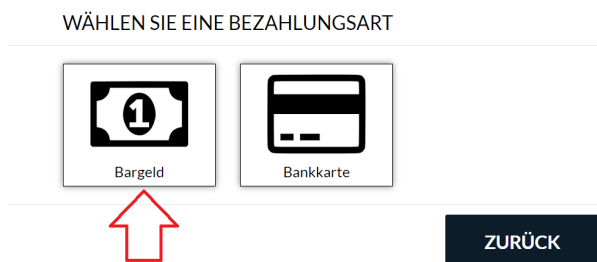 WÄHLEN SIE EINE BEZAHLUNGSART
1
Bargeld
Bankkarte
ZURÜCK